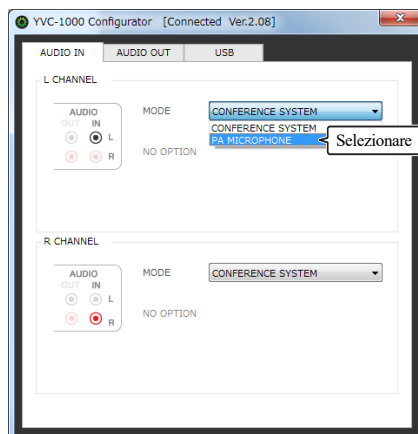 YVC-1000 Configurator [Connected Ver.2.08]
AUDIO IN AUDIO OUT USB
L CHANNEL
AUDIO
OUT IN
L
R
MODE CONFERENCE SYSTEM
CONFERENCE SYSTEM
PA MICROPHONE
Selezionare
NO OPTION
R CHANNEL
AUDIO
OUT IN
L
R
MODE CONFERENCE SYSTEM
NO OPTION